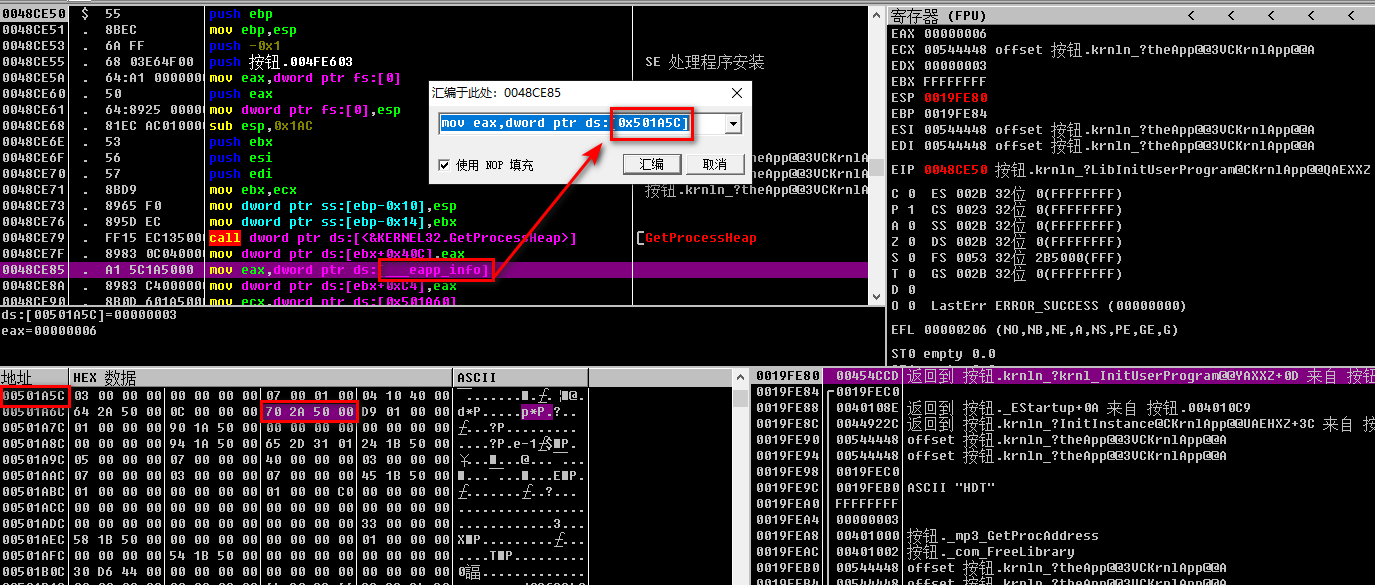 0048CE50 $ 55 push ebp
0048CE51 . 8BEC mov ebp,esp
0048CE53 . 6A FF push -0x1
0048CE55 . 68 03E64F00 push 按钮.004FE603 SE 处理程序安装
0048CE5A . 64:A1 0000000 mov eax,dword ptr fs:[0]
0048CE60 . 50 push eax
0048CE61 . 64:8925 0000 mov dword ptr fs:[0],esp
0048CE68 . 81EC AC010000 sub esp,0x1AC
0048CE6E . 53 push ebx
0048CE6F . 56 push esi
0048CE70 . 57 push edi
0048CE71 . 8BD9 mov ebx,ecx
0048CE73 . 8965 F0 mov dword ptr ss:[ebp-0x10],esp
0048CE76 . 895D EC mov dword ptr ss:[ebp-0x14],ebx
0048CE79 . FF15 EC135000 call dword ptr ds:[<&KERNEL32.GetProcessHeap>] [GetProcessHeap
0048CE7F . 8983 0C040000 mov dword ptr ds:[ebx+0x40C],eax
0048CE85 . A1 5C1A5000 mov eax,dword ptr ds:[___eapp_info]
0048CE8A . 8983 C4000000 mov dword ptr ds:[ebx+0xC4],eax
0048CE90 . 8B0D 601A5000 mov ecx,dword ptr ds:[0x501A60]
theApp@@3VCKrnlA
theApp@@3VCKrnlA
按钮.krnln_?theApp@@3VCKrnlA
汇编于此处: 0048CE85
mov eax,dword ptr ds:[0x501A5C]
使用 NOP 填充
汇编
取消
ds:[00501A5C]=00000003
eax=00000006
寄存器 (FPU) < < < < <
EAX 00000006
ECX 00544448 offset 按钮.krnln_?theApp@@3VCKrnlApp@@A
EDX 00000003
EBX FFFFFFFF
ESP 0019FE80
EBP 0019FE84
ESI 00544448 offset 按钮.krnln_?theApp@@3VCKrnlApp@@A
EDI 00544448 offset 按钮.krnln_?theApp@@3VCKrnlApp@@A
EIP 0048CE50 按钮.krnln_?LibInitUserProgram@CKrnlApp@@QAEXXZ
C 0 ES 002B 32位 0(FFFFFFFF)
P 1 CS 0023 32位 0(FFFFFFFF)
A 0 SS 002B 32位 0(FFFFFFFF)
Z 0 DS 002B 32位 0(FFFFFFFF)
S 0 FS 0053 32位 2B5000(FFF)
T 0 GS 002B 32位 0(FFFFFFFF)
D 0
O 0 LastErr ERROR_SUCCESS (00000000)
EFL 00000206 (NO,NB,NE,A,NS,PE,GE,G)
ST0 empty 0.0
地址 HEX 数据 ASCII
00501A5C 03 00 00 00 00 00 00 00 07 00 01 00 04 10 40 00
00501A6C 64 2A 50 00 0C 00 00 00 70 2A 50 00 D9 01 00 00 d*P.....p*P.?..
00501A7C 01 00 00 00 90 1A 50 00 00 00 00 00 00 00 00 00
00501A8C 00 00 00 00 94 1A 50 00 65 2D 31 01 24 1B 50 00
00501A9C 05 00 00 00 07 00 00 00 40 00 00 00 03 00 00 00
00501AAC 07 00 00 00 03 00 00 00 07 00 00 00 45 1B 50 00
00501ABC 01 00 00 00 00 00 00 00 01 00 00 C0 00 00 00 00
00501ACC 00 00 00 00 00 00 00 00 00 00 00 00 00 00 00 00 ................
00501ADC 00 00 00 00 00 00 00 00 00 00 00 00 33 00 00 00 ............3...
00501AEC 58 1B 50 00 00 00 00 00 00 00 00 00 01 00 00 00
00501AFC 00 00 00 00 54 1B 50 00 00 00 00 00 00 00 00 00
00501B0C 30 D6 44 00 00 00 00 00 00 00 00 00 00 00 00 00 0諨.............
0019FE80 00454CCD 返回到 按钮.krnln_?krnl_InitUserProgram@@YAXXZ+0D 来自 按钮
0019FE84 0019FEC0
0019FE88 0040108E 返回到 按钮._EStartup+0A 来自 按钮.004010C9
0019FE8C 0044922C 返回到 按钮.krnln_?InitInstance@CKrnlApp@@UAEHXZ+3C 来自 按
0019FE90 00544448 offset 按钮.krnln_?theApp@@3VCKrnlApp@@A
0019FE94 00544448 offset 按钮.krnln_?theApp@@3VCKrnlApp@@A
0019FE98 0019FEC0
0019FE9C 0019FEB0 ASCII "HDT"
0019FEA0 FFFFFFFF
0019FEA4 00000003
0019FEA8 00401000 按钮._mp3_GetProcAddress
0019FEAC 00401002 按钮._com_FreeLibrary
0019FEB0 00544448 offset 按钮.krnln_?theApp@@3VCKrnlApp@@A